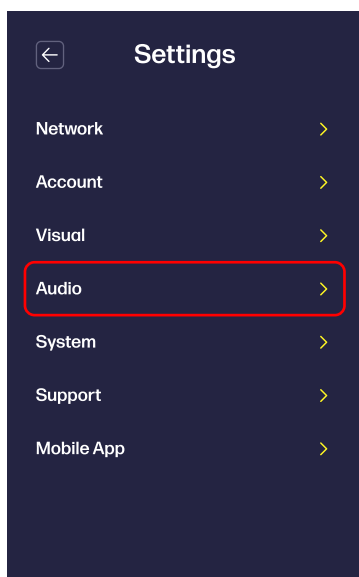 Settings
Network
Account
Visual
Audio
System
Support
Mobile App